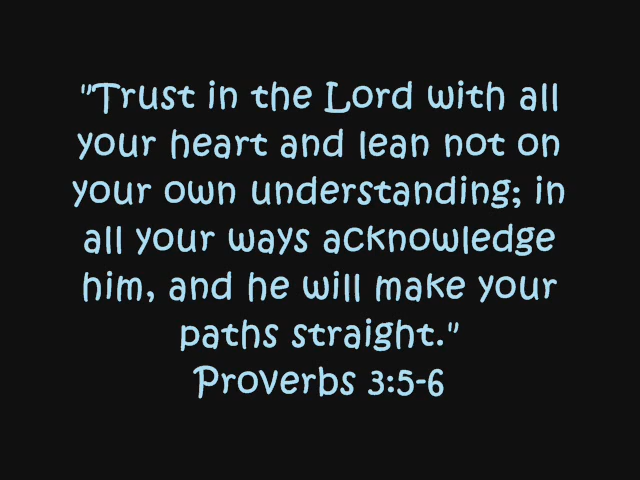 "Trust in the Lord with all
your heart and lean not on
your own understanding; in
all your ways acknowledge
him, and he will make your
paths straight."
Proverbs 3:5-6